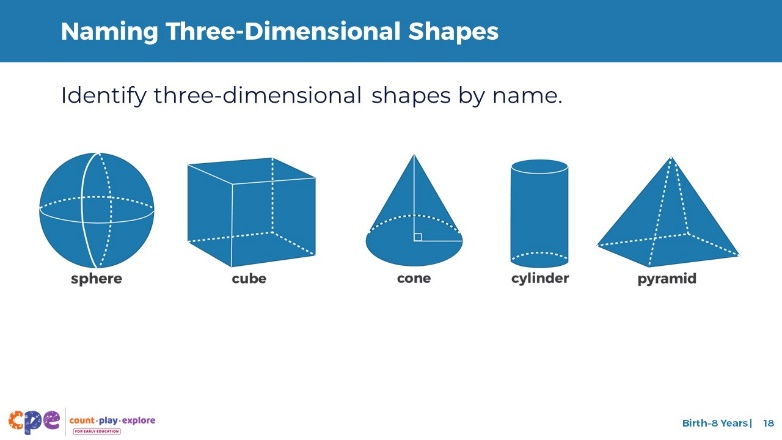 Naming Three-Dimensional Shapes
Identify three-dimensional shapes by name.
sphere cube cone cylinder pyramid
cpe count·play·explore
FOR EARLY EDUCATION
Birth–8 Years | 18